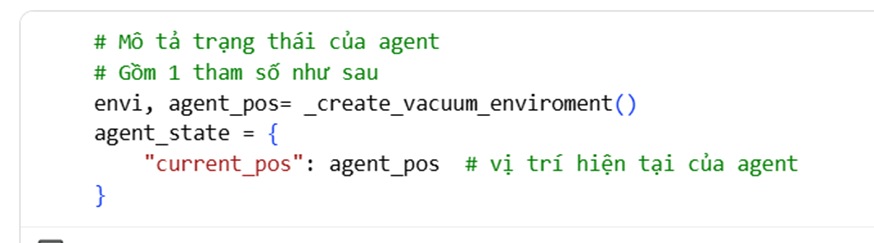 # Mô tả trạng thái của agent
# Gồm 1 tham số như sau
envi, agent_pos= _create_vacuum_enviroment()
agent_state = {
    "current_pos": agent_pos  # vị trí hiện tại của agent
}